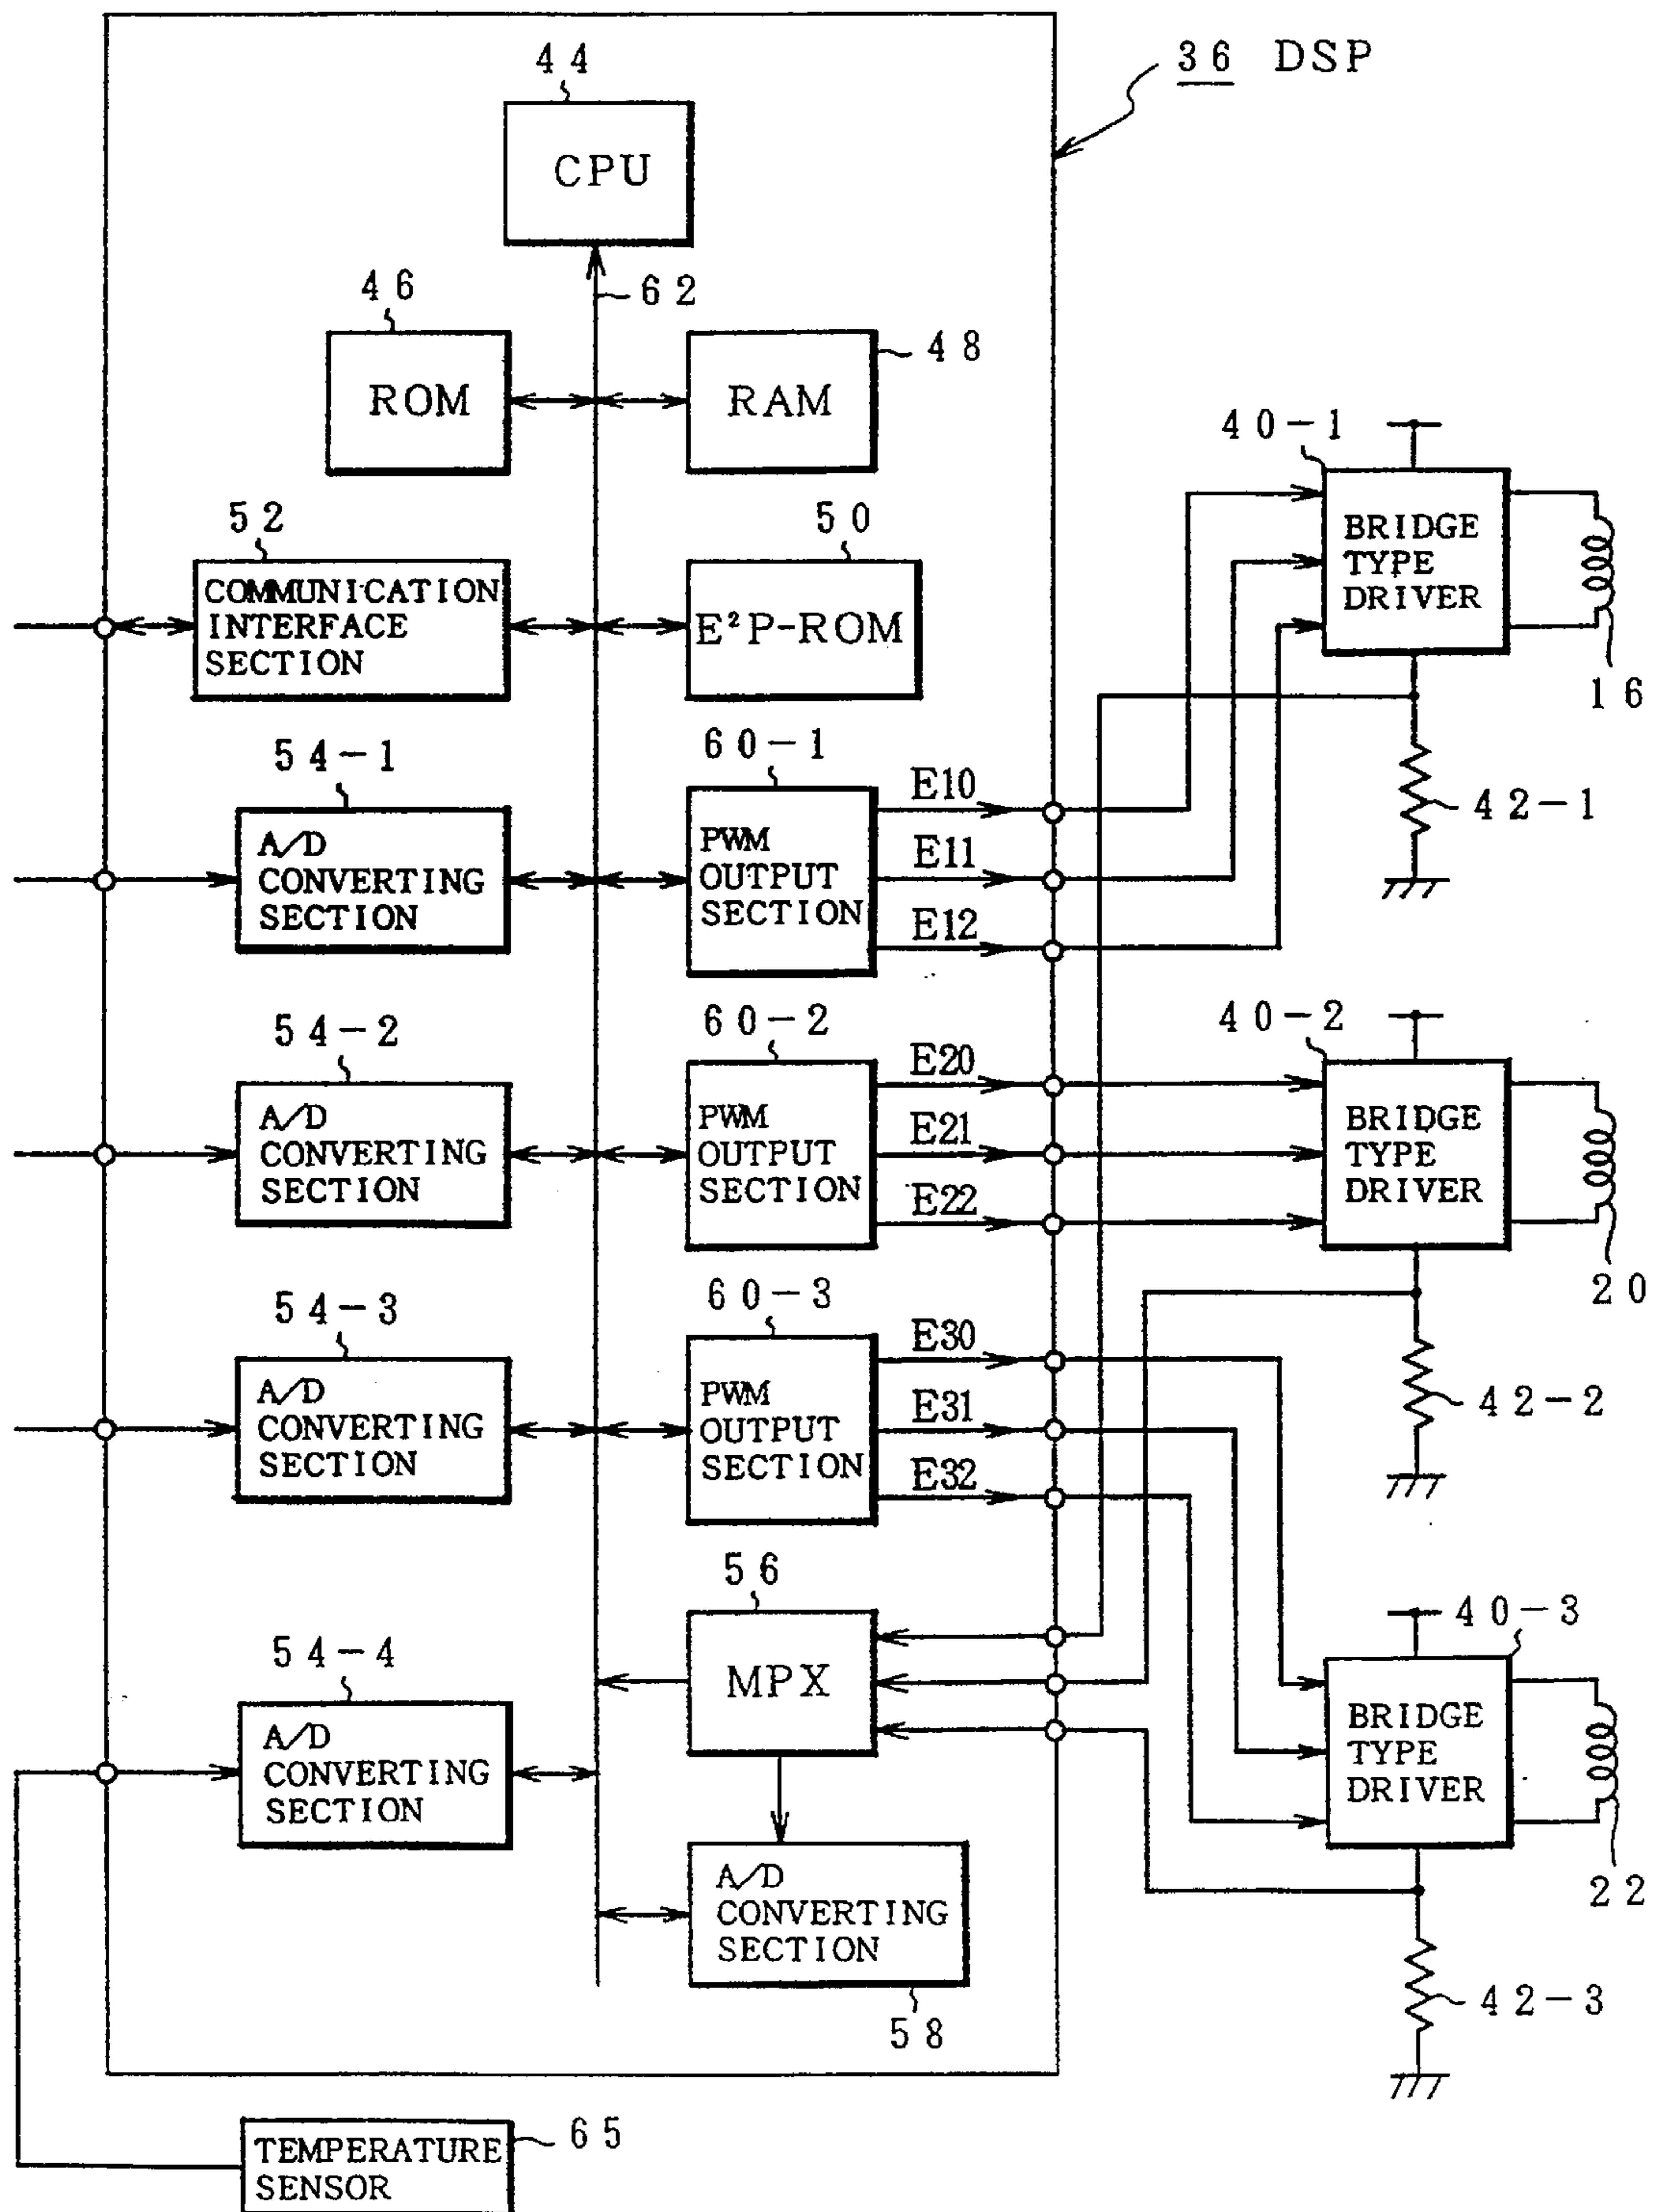 36 DSP
44
CPU
62
46
ROM
48
RAM
52
COMMUNICATION
INTERFACE
SECTION
50
E²P-ROM
40-1
BRIDGE
TYPE
DRIVER
16
42-1
54-1
A/D
CONVERTING
SECTION
60-1
PWM
OUTPUT
SECTION
E10
E11
E12
54-2
A/D
CONVERTING
SECTION
60-2
PWM
OUTPUT
SECTION
E20
E21
E22
40-2
BRIDGE
TYPE
DRIVER
20
42-2
54-3
A/D
CONVERTING
SECTION
60-3
PWM
OUTPUT
SECTION
E30
E31
E32
56
MPX
40-3
BRIDGE
TYPE
DRIVER
22
42-3
54-4
A/D
CONVERTING
SECTION
A/D
CONVERTING
SECTION
58
TEMPERATURE
SENSOR
65